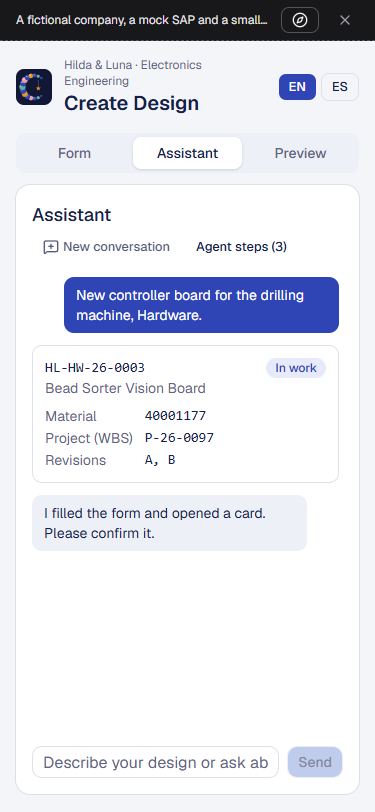 A fictional company, a mock SAP and a small…
Hilda & Luna · Electronics
Engineering
Create Design
EN
ES
Form
Assistant
Preview
Assistant
New conversation
Agent steps (3)
New controller board for the drilling
machine, Hardware.
HL-HW-26-0003
In work
Bead Sorter Vision Board
Material
40001177
Project (WBS)
P-26-0097
Revisions
A, B
I filled the form and opened a card.
Please confirm it.
Describe your design or ask ab
Send